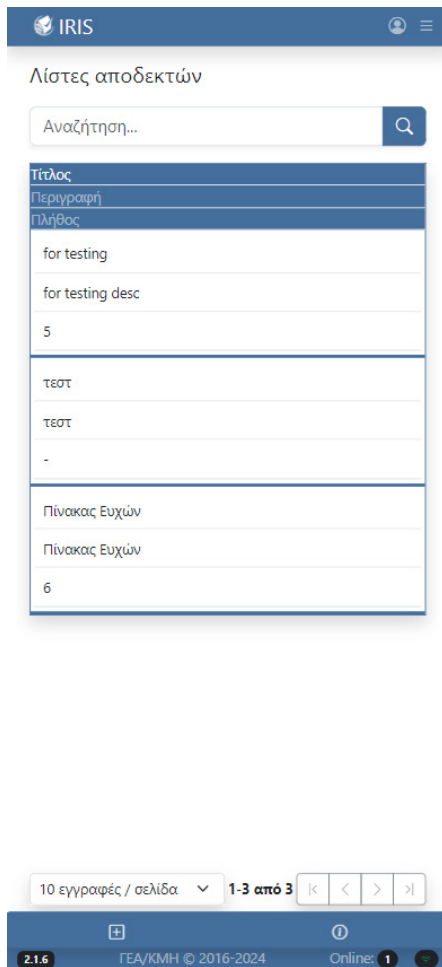 IRIS
Λίστες αποδεκτών
Αναζήτηση...
Τίτλος
Περιγραφή
Πλήθος
for testing
for testing desc
5
τεστ
τεστ
-
Πίνακας Ευχών
Πίνακας Ευχών
6
10 εγγραφές / σελίδα 1-3 από 3
2.1.6 ΓΕΑ/ΚΜΗ © 2016-2024 Online: 1